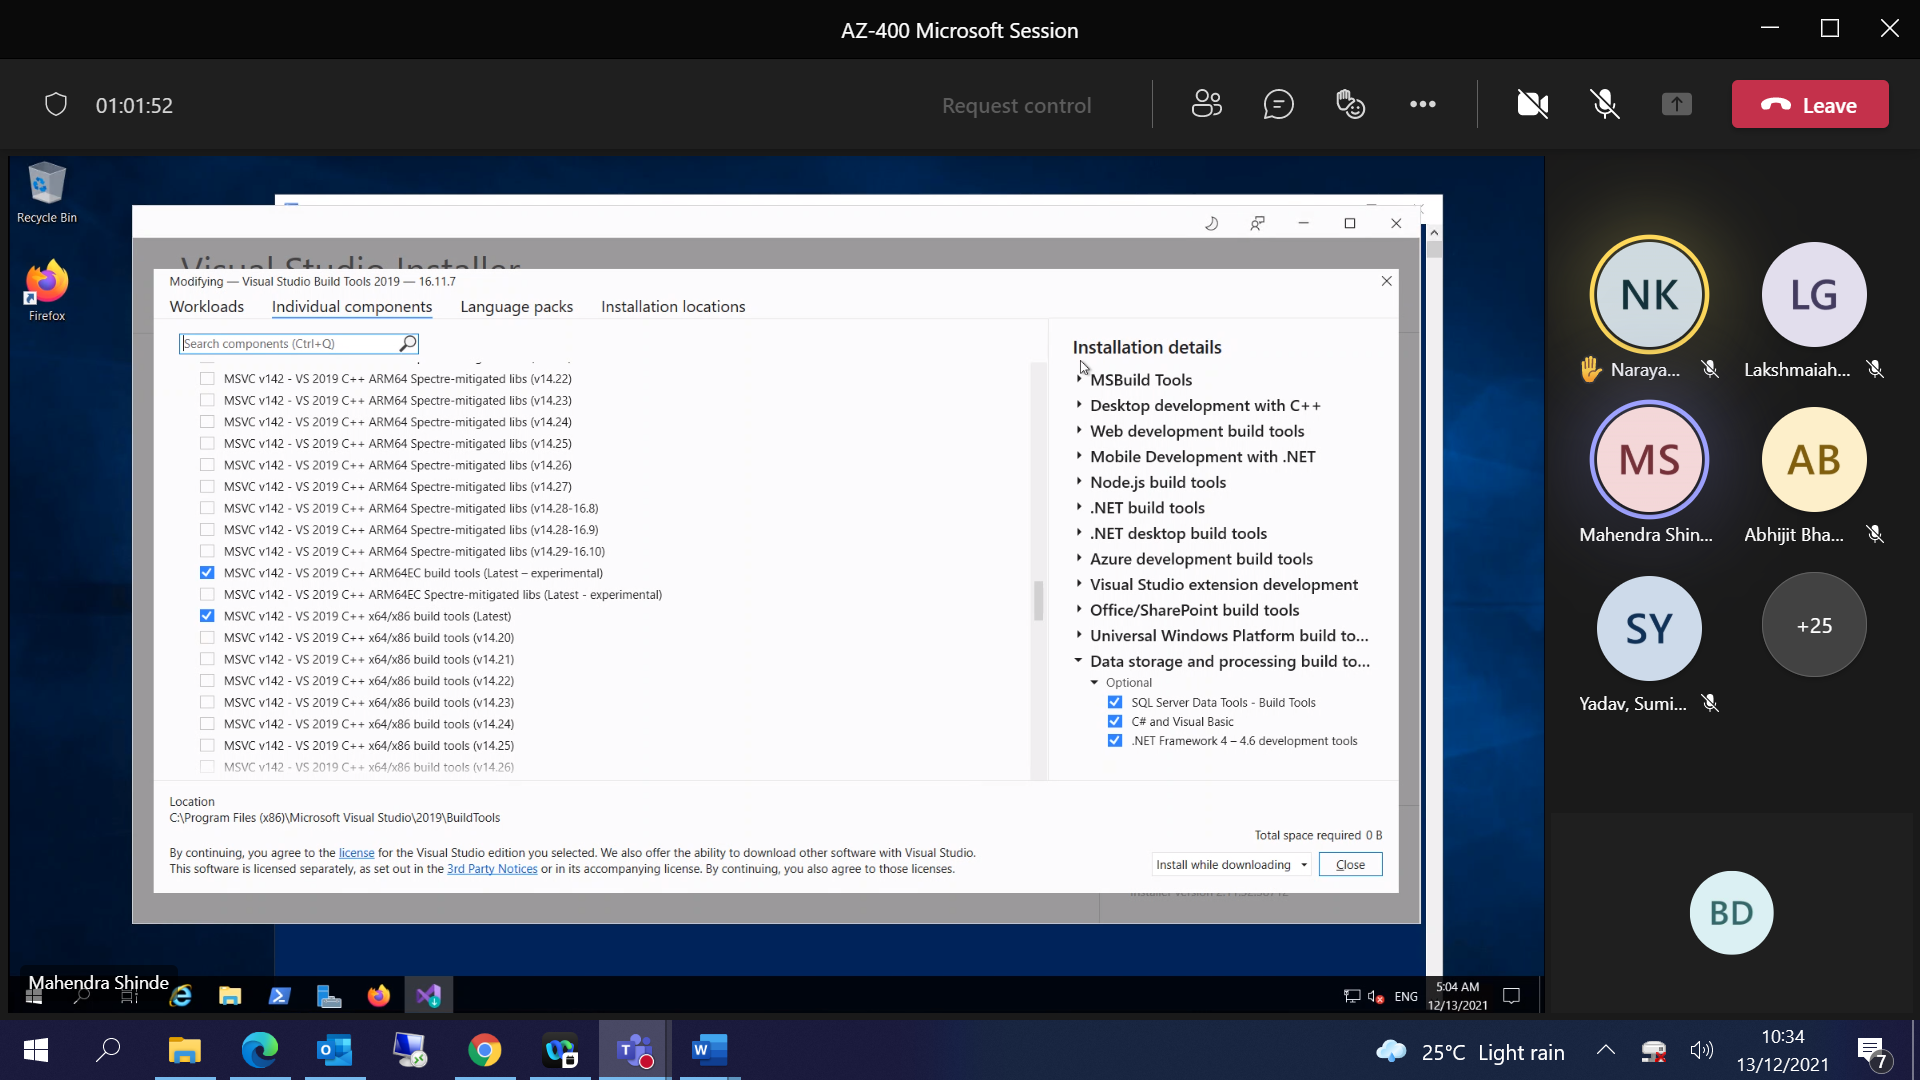 AZ-400 Microsoft Session
01:01:52
Request control
Leave
Recycle Bin
Firefox
Visual Studio Installer
Modifying — Visual Studio Build Tools 2019 — 16.11.7
Workloads
Individual components
Language packs
Installation locations
Search components (Ctrl+Q)
MSVC v142 - VS 2019 C++ ARM64 Spectre-mitigated libs (v14.22)
MSVC v142 - VS 2019 C++ ARM64 Spectre-mitigated libs (v14.23)
MSVC v142 - VS 2019 C++ ARM64 Spectre-mitigated libs (v14.24)
MSVC v142 - VS 2019 C++ ARM64 Spectre-mitigated libs (v14.25)
MSVC v142 - VS 2019 C++ ARM64 Spectre-mitigated libs (v14.26)
MSVC v142 - VS 2019 C++ ARM64 Spectre-mitigated libs (v14.27)
MSVC v142 - VS 2019 C++ ARM64 Spectre-mitigated libs (v14.28-16.8)
MSVC v142 - VS 2019 C++ ARM64 Spectre-mitigated libs (v14.28-16.9)
MSVC v142 - VS 2019 C++ ARM64 Spectre-mitigated libs (v14.29-16.10)
MSVC v142 - VS 2019 C++ ARM64EC build tools (Latest – experimental)
MSVC v142 - VS 2019 C++ ARM64EC Spectre-mitigated libs (Latest - experimental)
MSVC v142 - VS 2019 C++ x64/x86 build tools (Latest)
MSVC v142 - VS 2019 C++ x64/x86 build tools (v14.20)
MSVC v142 - VS 2019 C++ x64/x86 build tools (v14.21)
MSVC v142 - VS 2019 C++ x64/x86 build tools (v14.22)
MSVC v142 - VS 2019 C++ x64/x86 build tools (v14.23)
MSVC v142 - VS 2019 C++ x64/x86 build tools (v14.24)
MSVC v142 - VS 2019 C++ x64/x86 build tools (v14.25)
MSVC v142 - VS 2019 C++ x64/x86 build tools (v14.26)
Installation details
MSBuild Tools
Desktop development with C++
Web development build tools
Mobile Development with .NET
Node.js build tools
.NET build tools
.NET desktop build tools
Azure development build tools
Visual Studio extension development
Office/SharePoint build tools
Universal Windows Platform build to...
Data storage and processing build to...
Optional
SQL Server Data Tools - Build Tools
C# and Visual Basic
.NET Framework 4 – 4.6 development tools
Location
C:\Program Files (x86)\Microsoft Visual Studio\2019\BuildTools
Total space required 0 B
By continuing, you agree to the license for the Visual Studio edition you selected. We also offer the ability to download other software with Visual Studio.
This software is licensed separately, as set out in the 3rd Party Notices or in its accompanying license. By continuing, you also agree to those licenses.
Install while downloading
Close
NK
LG
Naraya...
Lakshmaiah...
MS
AB
Mahendra Shin...
Abhijit Bha...
SY
+25
Yadav, Sumi...
BD
Mahendra Shinde
ENG
5:04 AM
12/13/2021
25°C Light rain
10:34
13/12/2021
7